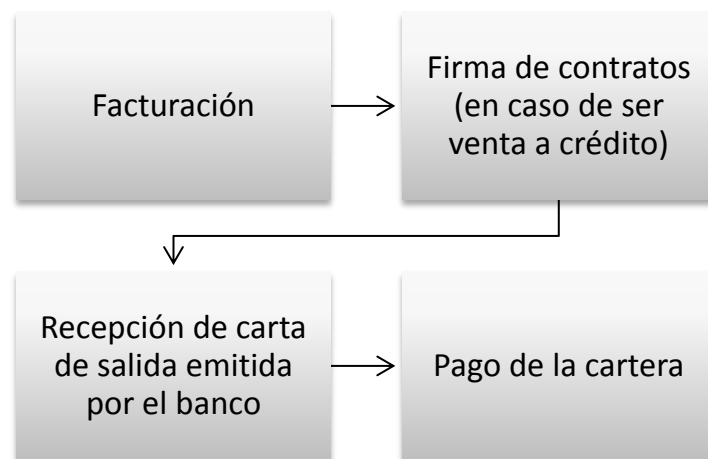 Facturación
Firma de contratos
(en caso de ser
venta a crédito)
Recepción de carta
de salida emitida
por el banco
Pago de la cartera